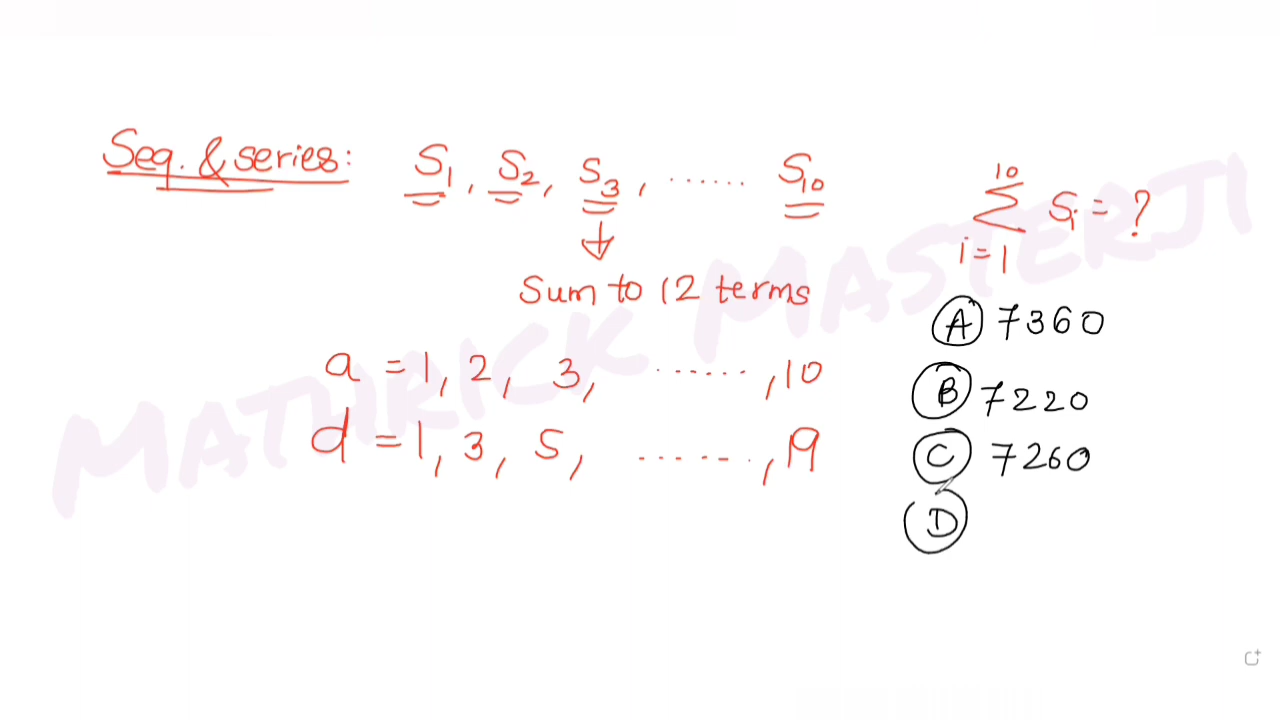 Seq. & series: S₁, S₂, S₃, ...... S₁₀
10
∑ Sᵢ = ?
i=1
Sum to 12 terms
(A) 7360
a = 1, 2, 3, ......, 10
(B) 7220
d = 1, 3, 5, ......, 19
(C) 7260
(D)
MATHRICK MASTERJI